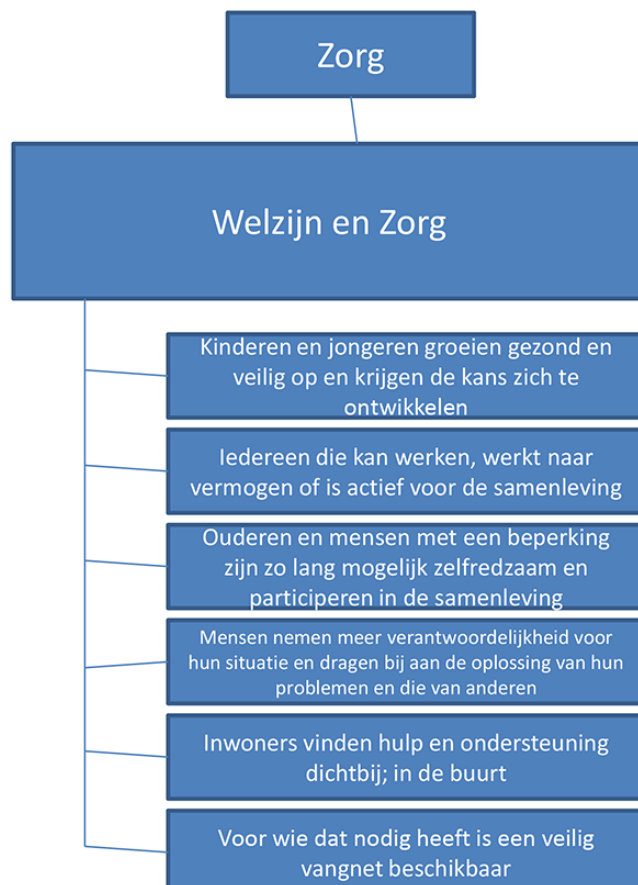 Zorg
Welzijn en Zorg
Kinderen en jongeren groeien gezond en
veilig op en krijgen de kans zich te
ontwikkelen
Iedereen die kan werken, werkt naar
vermogen of is actief voor de samenleving
Ouderen en mensen met een beperking
zijn zo lang mogelijk zelfredzaam en
participeren in de samenleving
Mensen nemen meer verantwoordelijkheid voor
hun situatie en dragen bij aan de oplossing van hun
problemen en die van anderen
Inwoners vinden hulp en ondersteuning
dichtbij; in de buurt
Voor wie dat nodig heeft is een veilig
vangnet beschikbaar